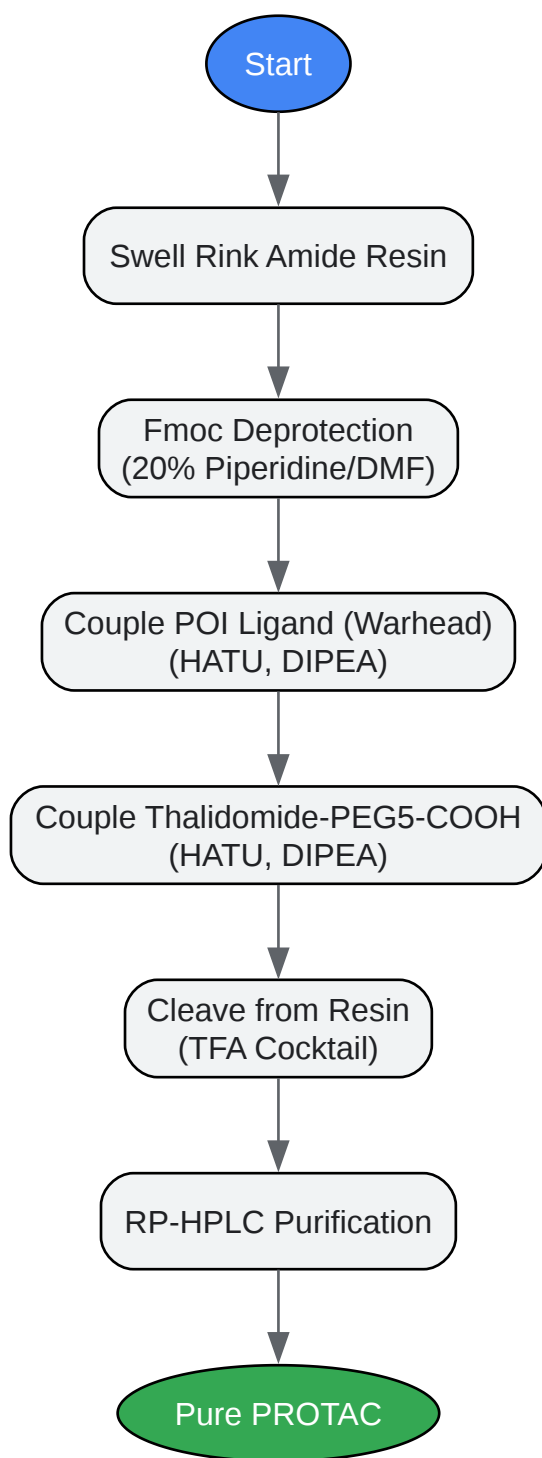 Start
Swell Rink Amide Resin
Fmoc Deprotection
(20% Piperidine/DMF)
Couple POI Ligand (Warhead)
(HATU, DIPEA)
Couple Thalidomide-PEG5-COOH
(HATU, DIPEA)
Cleave from Resin
(TFA Cocktail)
RP-HPLC Purification
Pure PROTAC